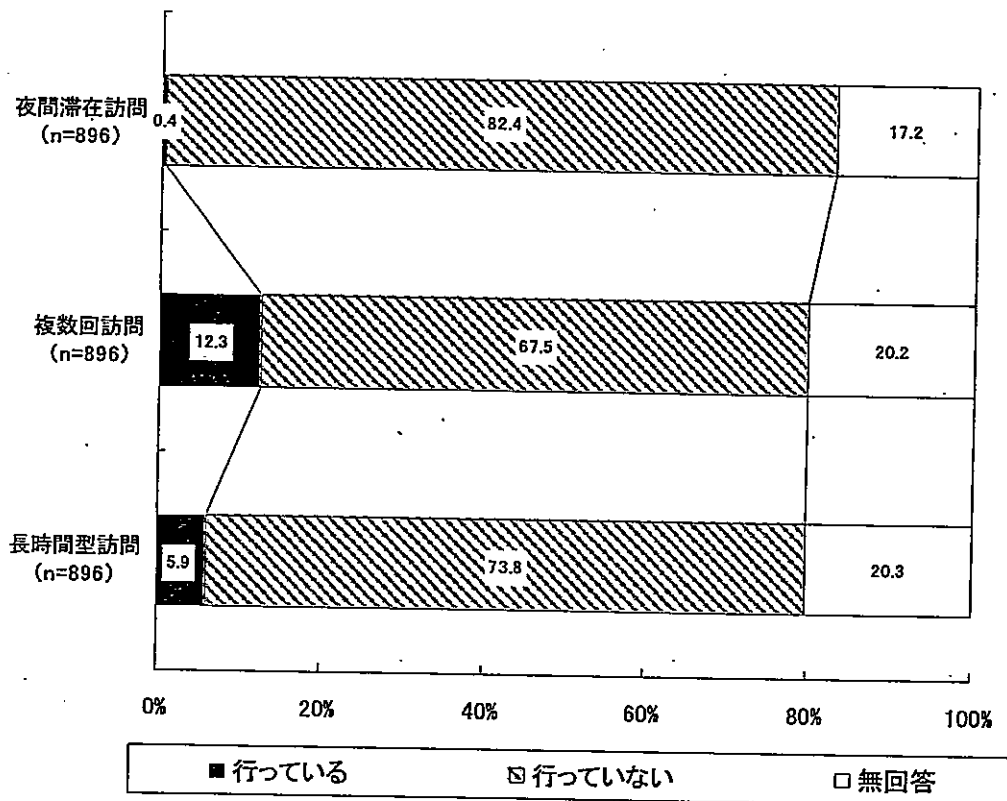 夜間滞在訪問
(n=896)
0.4
82.4
17.2
複数回訪問
(n=896)
12.3
67.5
20.2
長時間型訪問
(n=896)
5.9
73.8
20.3
0%
20%
40%
60%
80%
100%
■ 行っている
行っていない
□ 無回答